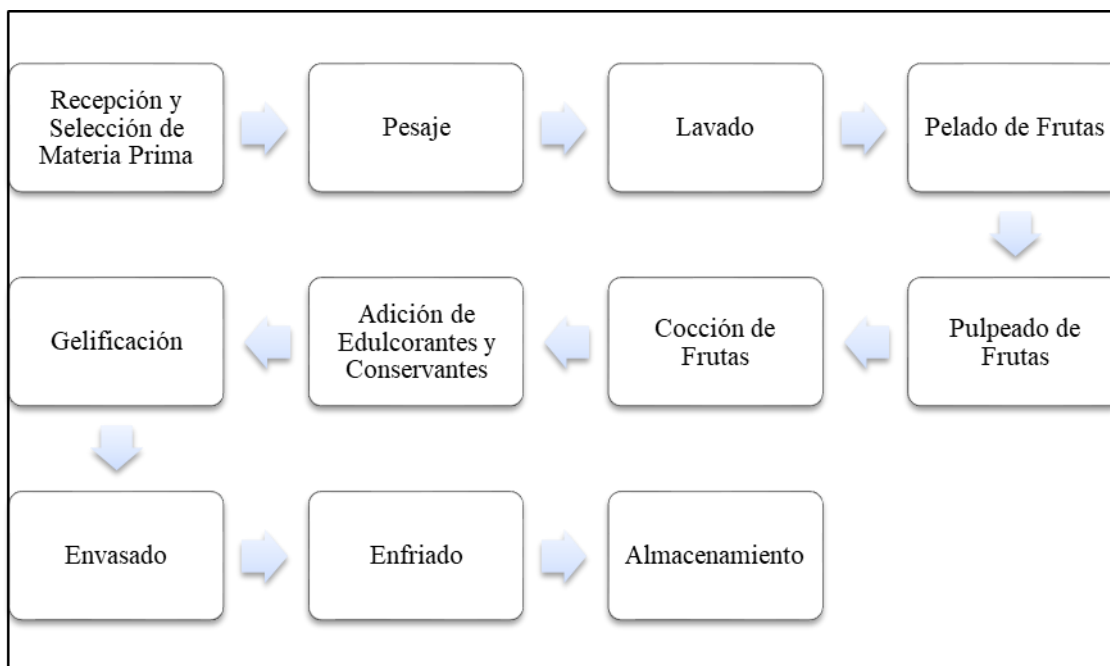 Recepción y
Selección de
Materia Prima
Pesaje
Lavado
Pelado de Frutas
Pulpeado de
Frutas
Cocción de
Frutas
Adición de
Edulcorantes y
Conservantes
Gelificación
Envasado
Enfriado
Almacenamiento